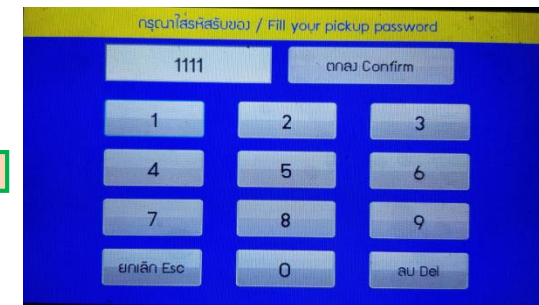 กรุณาใส่รหัสรับของ / Fill your pickup password
1111 ตกลง Confirm
1 2 3
4 5 6
7 8 9
ยกเลิก Esc 0 ลบ Del